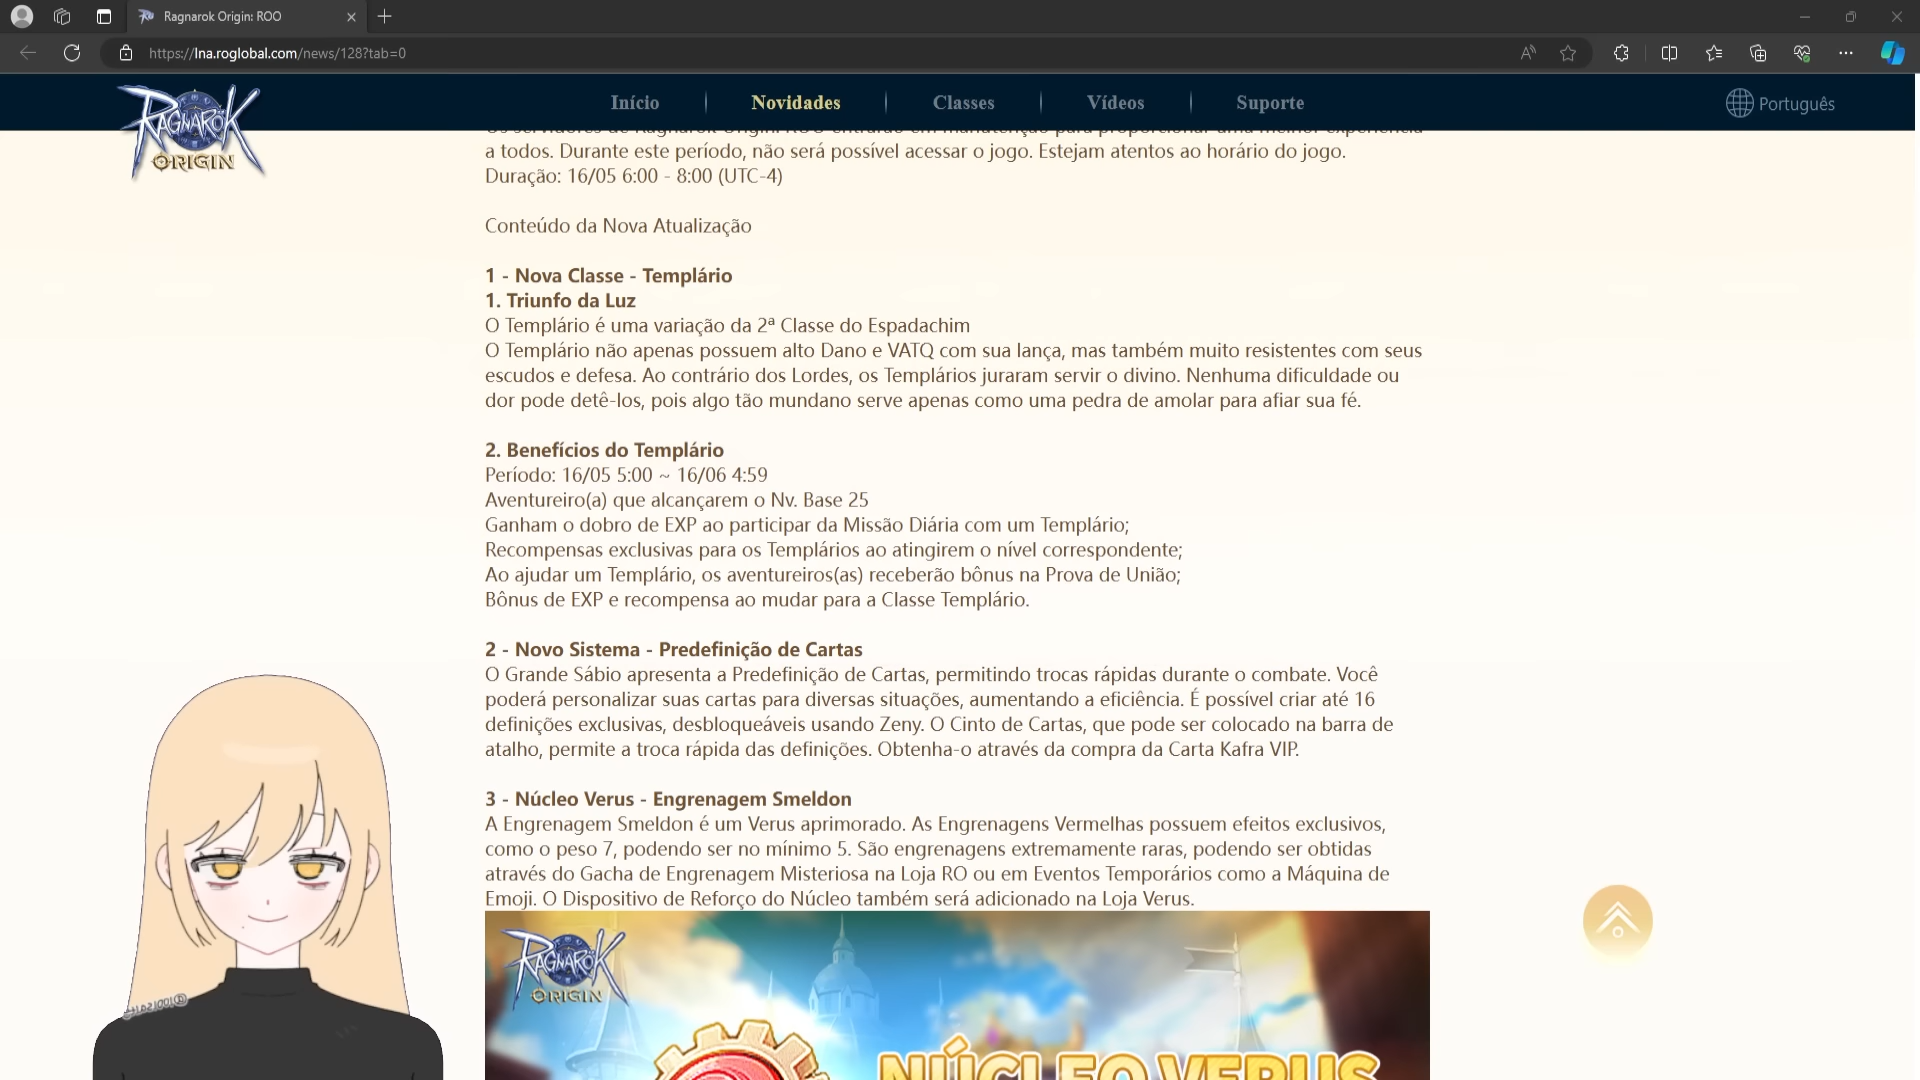 Ragnarok Origin: ROO
https://lna.roglobal.com/news/128?tab=0
RAGNARÖK
ORIGIN
Início
Novidades
Classes
Vídeos
Suporte
Português
Os servidores de Ragnarok Origin: ROO entrarão em manutenção para proporcionar uma melhor experiência
a todos. Durante este período, não será possível acessar o jogo. Estejam atentos ao horário do jogo.
Duração: 16/05 6:00 - 8:00 (UTC-4)
Conteúdo da Nova Atualização
1 - Nova Classe - Templário
1. Triunfo da Luz
O Templário é uma variação da 2ª Classe do Espadachim
O Templário não apenas possuem alto Dano e VATQ com sua lança, mas também muito resistentes com seus
escudos e defesa. Ao contrário dos Lordes, os Templários juraram servir o divino. Nenhuma dificuldade ou
dor pode detê-los, pois algo tão mundano serve apenas como uma pedra de amolar para afiar sua fé.
2. Benefícios do Templário
Período: 16/05 5:00 ~ 16/06 4:59
Aventureiro(a) que alcançarem o Nv. Base 25
Ganham o dobro de EXP ao participar da Missão Diária com um Templário;
Recompensas exclusivas para os Templários ao atingirem o nível correspondente;
Ao ajudar um Templário, os aventureiros(as) receberão bônus na Prova de União;
Bônus de EXP e recompensa ao mudar para a Classe Templário.
2 - Novo Sistema - Predefinição de Cartas
O Grande Sábio apresenta a Predefinição de Cartas, permitindo trocas rápidas durante o combate. Você
poderá personalizar suas cartas para diversas situações, aumentando a eficiência. É possível criar até 16
definições exclusivas, desbloqueáveis usando Zeny. O Cinto de Cartas, que pode ser colocado na barra de
atalho, permite a troca rápida das definições. Obtenha-o através da compra da Carta Kafra VIP.
3 - Núcleo Verus - Engrenagem Smeldon
A Engrenagem Smeldon é um Verus aprimorado. As Engrenagens Vermelhas possuem efeitos exclusivos,
como o peso 7, podendo ser no mínimo 5. São engrenagens extremamente raras, podendo ser obtidas
através do Gacha de Engrenagem Misteriosa na Loja RO ou em Eventos Temporários como a Máquina de
Emoji. O Dispositivo de Reforço do Núcleo também será adicionado na Loja Verus.
RAGNARÖK
ORIGIN
NÚCLEO VERUS